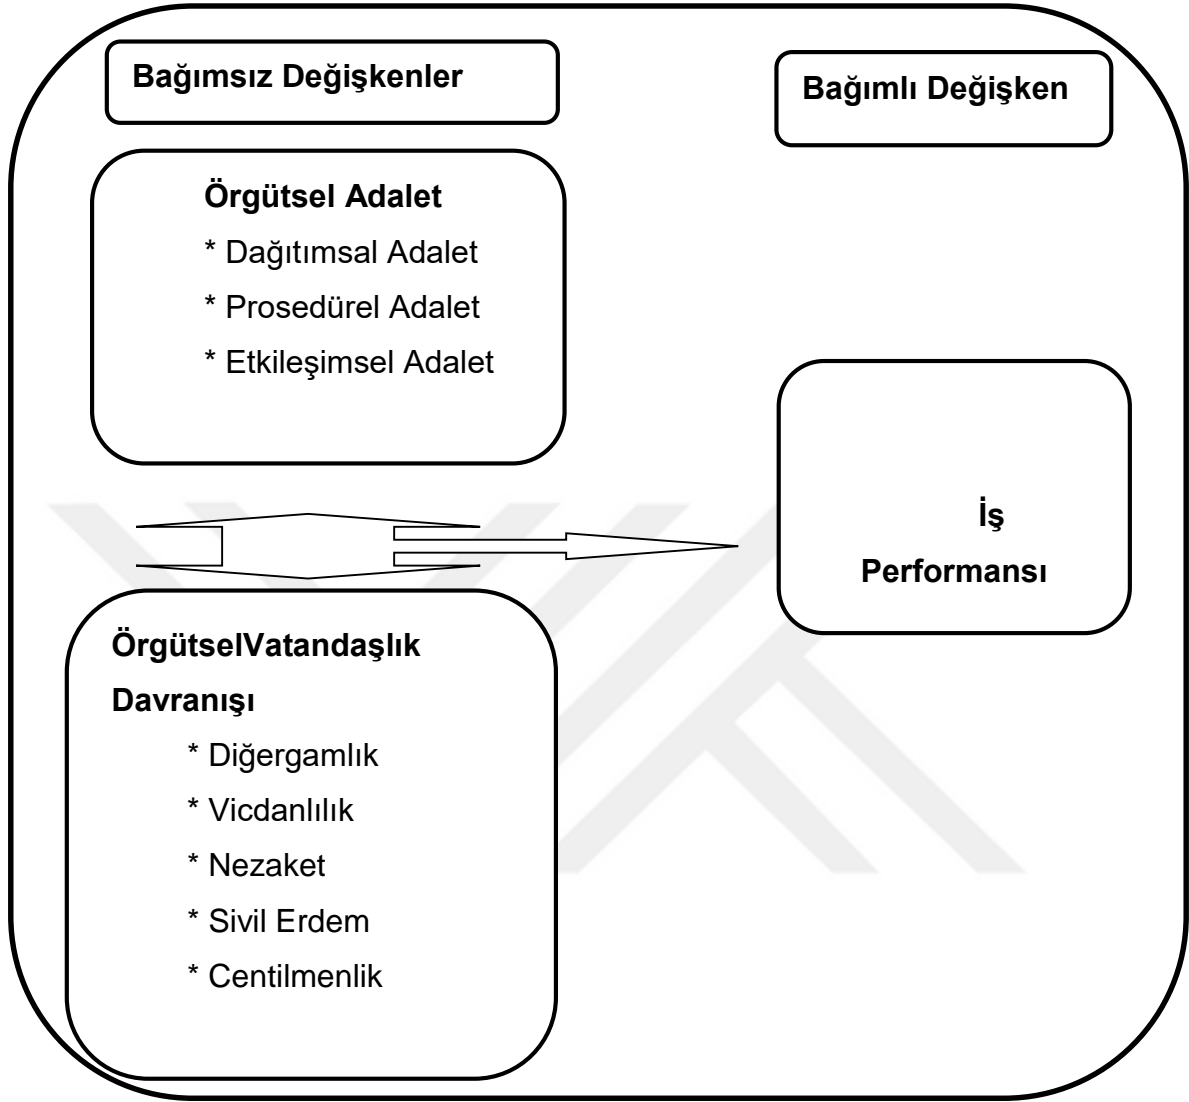 Bağımsız Değişkenler
Bağımlı Değişken
Örgütsel Adalet
* Dağıtımsal Adalet
* Prosedürel Adalet
* Etkileşimsel Adalet
İş
Performansı
ÖrgütselVatandaşlık
Davranışı
* Diğergamlık
* Vicdanlılık
* Nezaket
* Sivil Erdem
* Centilmenlik